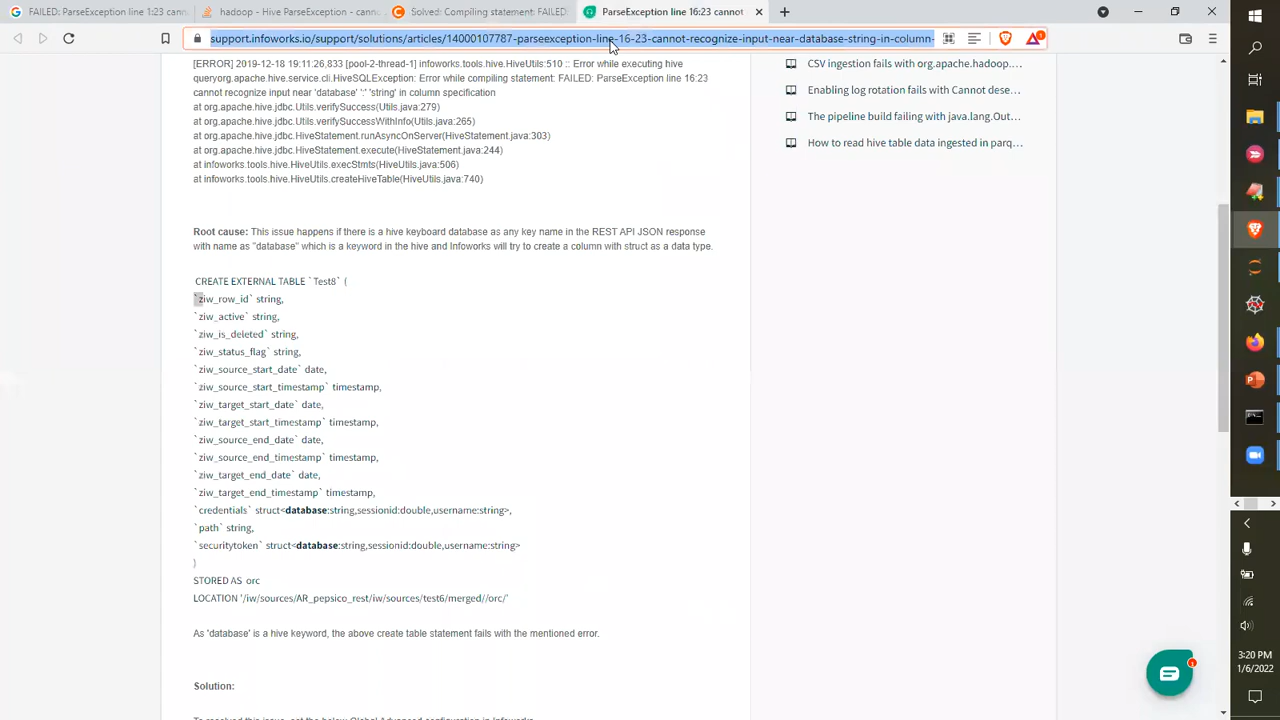 FAILED: ParseException line 1:23 cann
hadoop - Hive ParseException - cannot
Solved: Compiling statement: FAILED:
ParseException line 16:23 cannot
support.infoworks.io/support/solutions/articles/14000107787-parseexception-line-16-23-cannot-recognize-input-near-database-string-in-column-
[ERROR] 2019-12-18 19:11:26,833 [pool-2-thread-1] infoworks.tools.hive.HiveUtils:510 :: Error while executing hive
queryorg.apache hive.service.cli.HiveSQLException: Error while compiling statement: FAILED: ParseException line 16:23
cannot recognize input near 'database' ':' 'string' in column specification
at org.apache.hive.jdbc.Utils.verifySuccess(Utils.java:279)
at org.apache.hive.jdbc.Utils.verifySuccessWithInfo(Utils.java:265)
at org.apache.hive.jdbc.HiveStatement.runAsyncOnServer(HiveStatement.java:303)
at org.apache.hive.jdbc.HiveStatement.execute(HiveStatement.java:244)
at infoworks.tools.hive.HiveUtils.execStmts(HiveUtils.java:506)
at infoworks.tools.hive.HiveUtils.createHiveTable(HiveUtils.java:740)
Root cause: This issue happens if there is a hive keyboard database as any key name in the REST API JSON response
with name as "database" which is a keyword in the hive and Infoworks will try to create a column with struct as a data type.
CREATE EXTERNAL TABLE `Test8` (
`ziw_row_id` string,
`ziw_active` string,
`ziw_is_deleted` string,
`ziw_status_flag` string,
`ziw_source_start_date` date,
`ziw_source_start_timestamp` timestamp,
`ziw_target_start_date` date,
`ziw_target_start_timestamp` timestamp,
`ziw_source_end_date` date,
`ziw_source_end_timestamp` timestamp,
`ziw_target_end_date` date,
`ziw_target_end_timestamp` timestamp,
`credentials` struct<database:string,sessionid:double,username:string>,
`path` string,
`securitytoken` struct<database:string,sessionid:double,username:string>
)
STORED AS orc
LOCATION '/iw/sources/AR_pepsico_rest/iw/sources/test6/merged//orc/'
As 'database' is a hive keyword, the above create table statement fails with the mentioned error.
Solution:
To resolved this issue, set the below Global Advanced configuration in Infoworks
CSV ingestion fails with org.apache.hadoop....
Enabling log rotation fails with Cannot dese...
The pipeline build failing with java.lang.Out...
How to read hive table data ingested in parq...
1
1
3:20 PM
1/6/2022